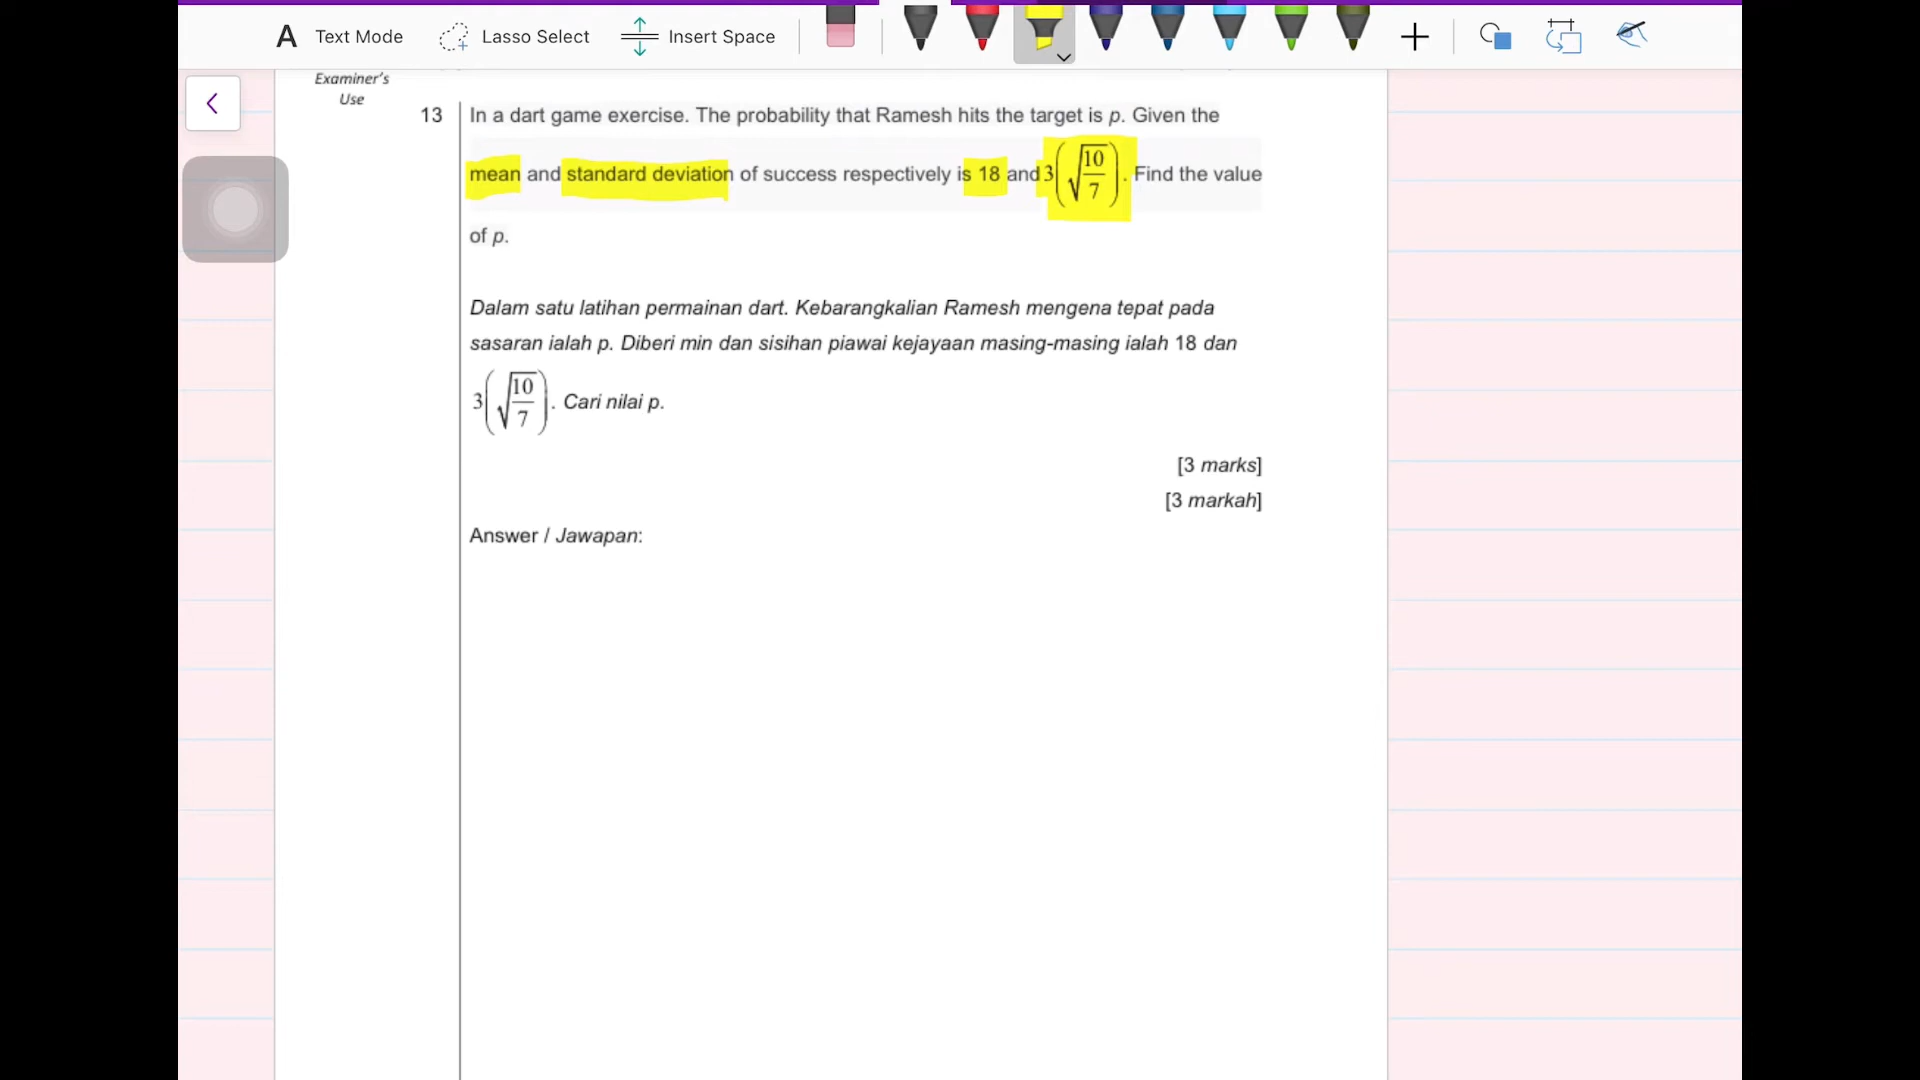 A Text Mode Lasso Select Insert Space
Examiner's
Use
13 In a dart game exercise. The probability that Ramesh hits the target is p. Given the
mean and standard deviation of success respectively is 18 and 3(√10/7). Find the value
of p.
Dalam satu latihan permainan dart. Kebarangkalian Ramesh mengena tepat pada
sasaran ialah p. Diberi min dan sisihan piawai kejayaan masing-masing ialah 18 dan
3(√10/7). Cari nilai p.
[3 marks]
[3 markah]
Answer / Jawapan: